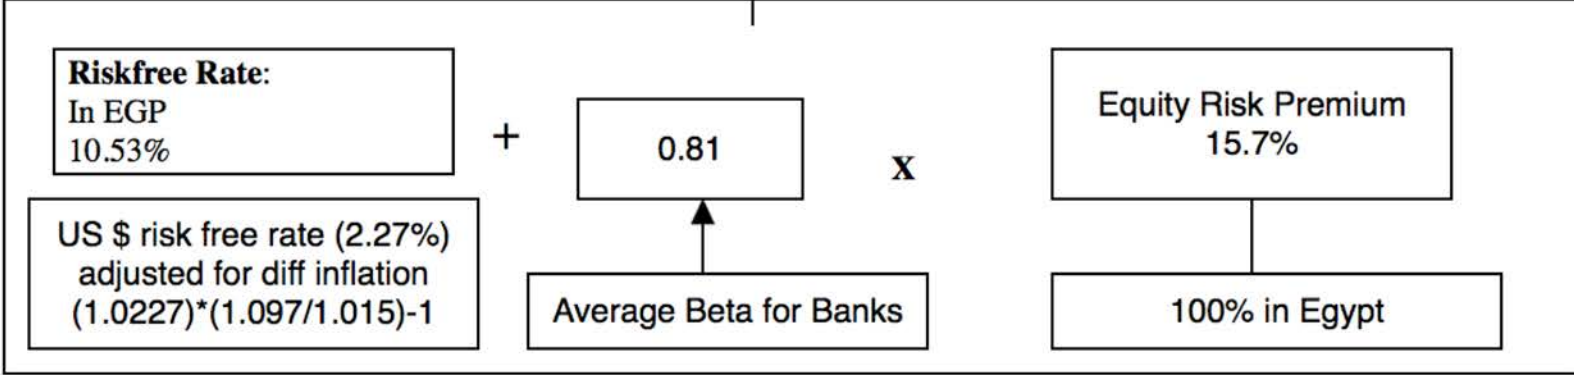 Riskfree Rate:
In EGP
10.53%
+
0.81
X
Equity Risk Premium
15.7%
US $ risk free rate (2.27%)
adjusted for diff inflation
(1.0227)*(1.097/1.015)-1
Average Beta for Banks
100% in Egypt